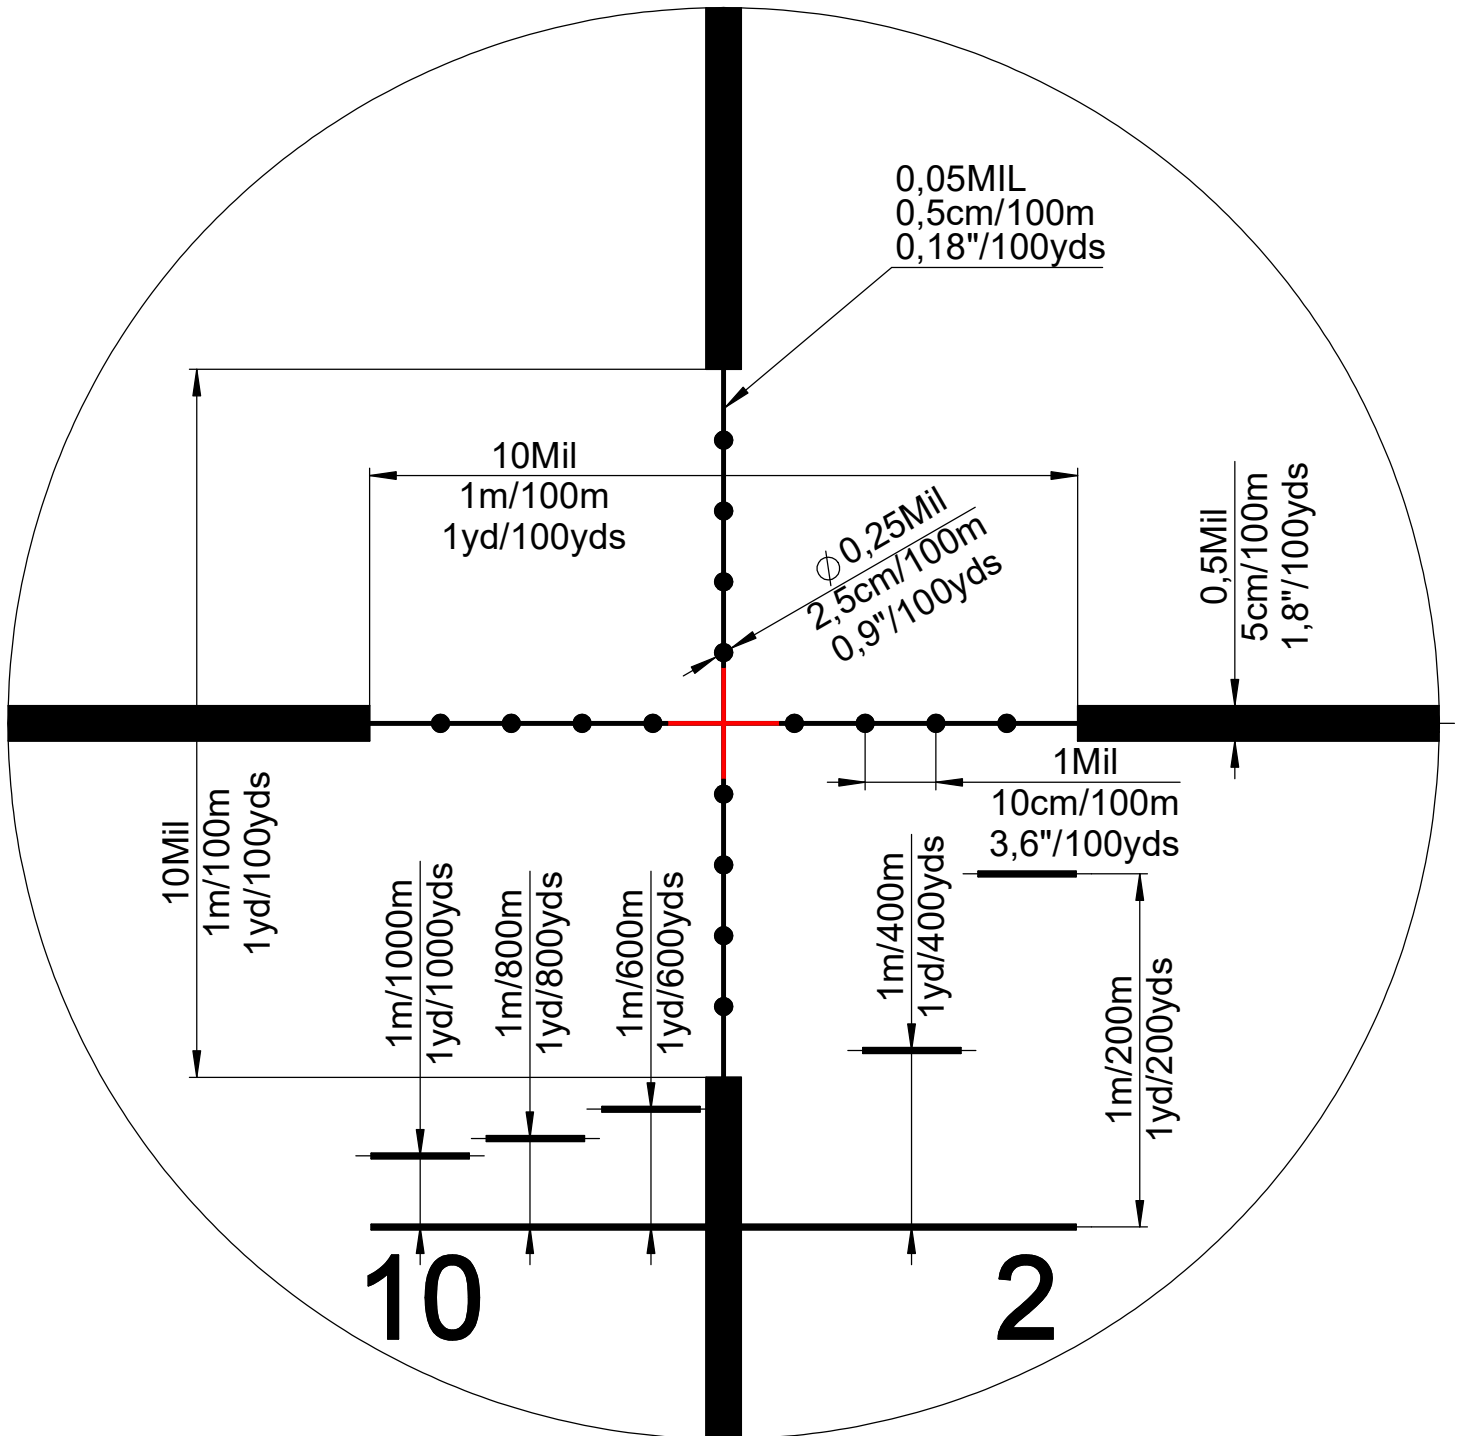 0,05MIL
0,5cm/100m
0,18"/100yds
10Mil
1m/100m
1yd/100yds
⌀0,25Mil
2,5cm/100m
0,9"/100yds
0,5Mil
5cm/100m
1,8"/100yds
1Mil
10cm/100m
3,6"/100yds
10Mil
1m/100m
1yd/100yds
1m/1000m
1yd/1000yds
1m/800m
1yd/800yds
1m/600m
1yd/600yds
1m/400m
1yd/400yds
1m/200m
1yd/200yds
10
2